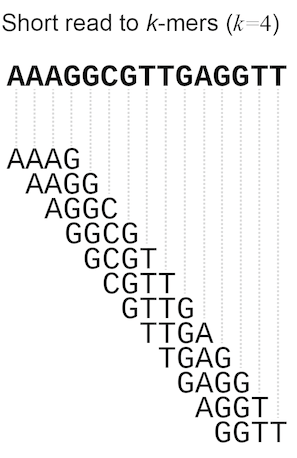 Short read to k-mers (k=4)
AAAGGCGTTGAGGTT
AAAG
AAGG
AGGC
GGCG
GCGT
CGTT
GTTG
TTGA
TGAG
GAGG
AGGT
GGTT